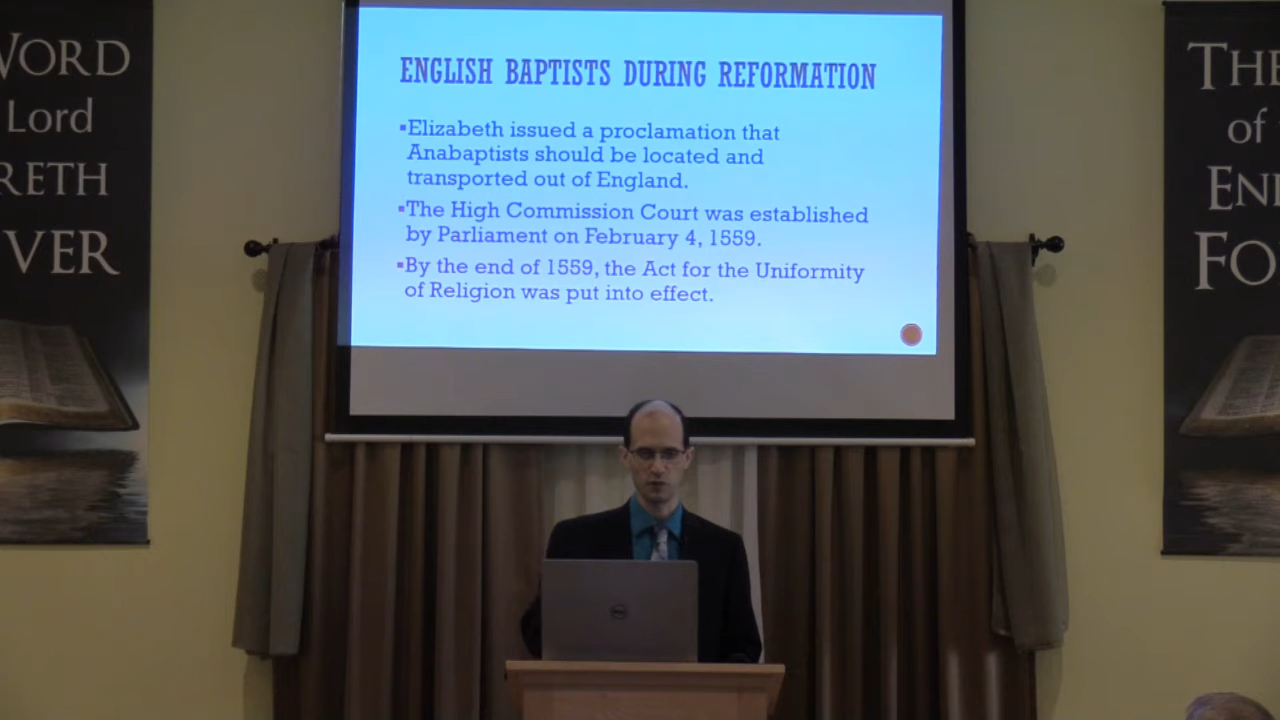 ENGLISH BAPTISTS DURING REFORMATION
▪Elizabeth issued a proclamation that
Anabaptists should be located and
transported out of England.
▪The High Commission Court was established
by Parliament on February 4, 1559.
▪By the end of 1559, the Act for the Uniformity
of Religion was put into effect.
WORD
Lord
RETH
VER
THE
of
EN
FO
DELL